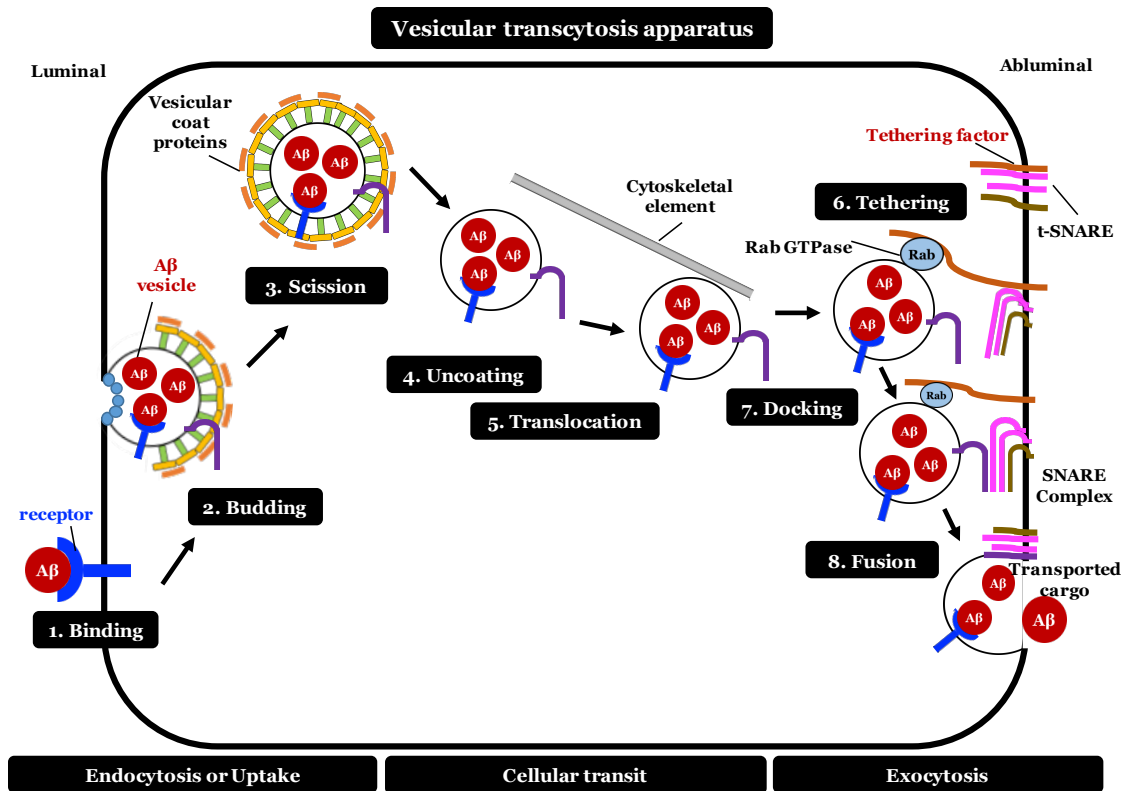 Vesicular transcytosis apparatus
Luminal
Abluminal
Vesicular
coat
proteins
Aβ
Aβ
Aβ
Tethering factor
t-SNARE
Cytoskeletal
element
6. Tethering
Rab GTPase
Rab
Aβ
Aβ
Aβ
3. Scission
Aβ
vesicle
Aβ
Aβ
Aβ
Aβ
Aβ
Aβ
Aβ
Aβ
Aβ
4. Uncoating
5. Translocation
7. Docking
Rab
Aβ
Aβ
Aβ
SNARE
Complex
2. Budding
receptor
Aβ
1. Binding
8. Fusion
Transported
cargo
Aβ
Aβ
Aβ
Endocytosis or Uptake
Cellular transit
Exocytosis